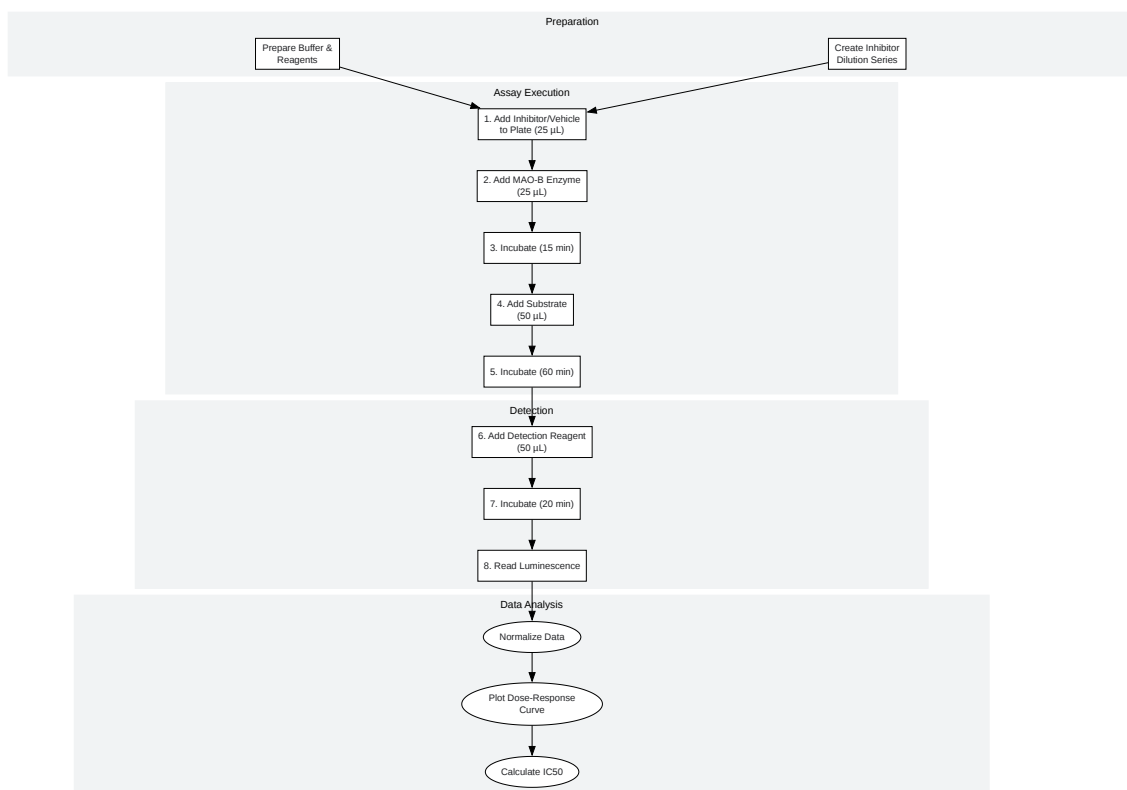 Preparation
Prepare Buffer &
Reagents
Create Inhibitor
Dilution Series
Assay Execution
1. Add Inhibitor/Vehicle
to Plate (25 µL)
2. Add MAO-B Enzyme
(25 µL)
3. Incubate (15 min)
4. Add Substrate
(50 µL)
5. Incubate (60 min)
Detection
6. Add Detection Reagent
(50 µL)
7. Incubate (20 min)
8. Read Luminescence
Data Analysis
Normalize Data
Plot Dose-Response
Curve
Calculate IC50